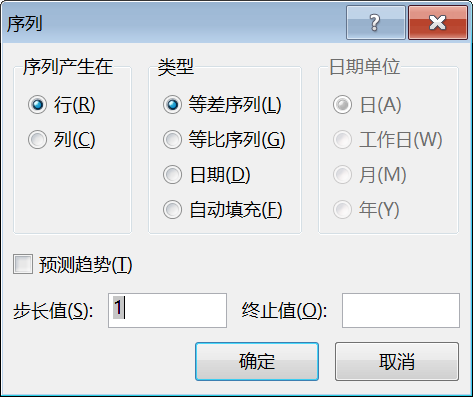 序列
序列产生在 类型 日期单位
行(R) 等差序列(L) 日(A)
列(C) 等比序列(G) 工作日(W)
日期(D) 月(M)
自动填充(F) 年(Y)
预测趋势(T)
步长值(S): 1 终止值(O):
确定 取消